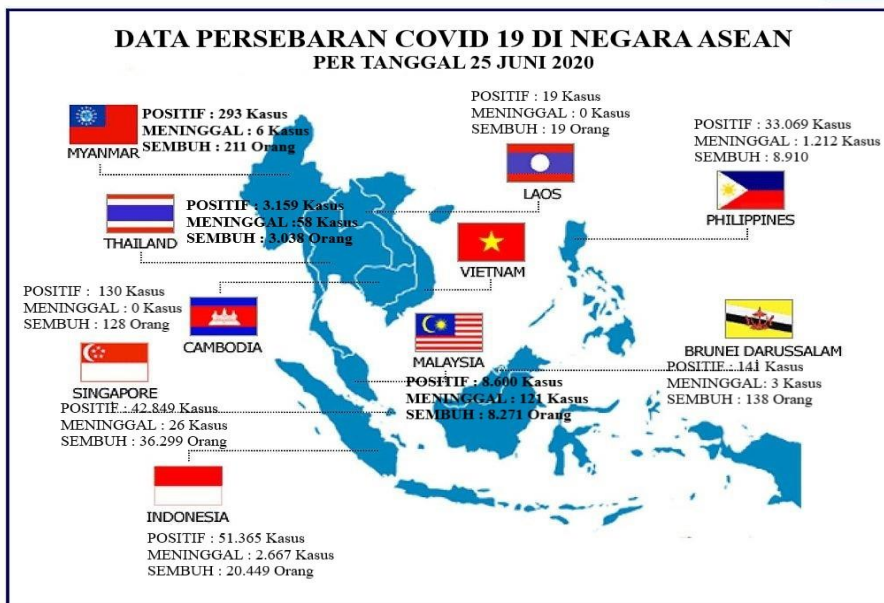 DATA PERSEBARAN COVID 19 DI NEGARA ASEAN
PER TANGGAL 25 JUNI 2020
POSITIF : 293 Kasus
MENINGGAL : 6 Kasus
SEMBUH : 211 Orang
MYANMAR
POSITIF : 19 Kasus
MENINGGAL : 0 Kasus
SEMBUH : 19 Orang
LAOS
POSITIF : 33.069 Kasus
MENINGGAL : 1.212 Kasus
SEMBUH : 8.910
PHILIPPINES
POSITIF : 3.159 Kasus
MENINGGAL :58 Kasus
SEMBUH : 3.038 Orang
THAILAND
VIETNAM
POSITIF : 130 Kasus
MENINGGAL : 0 Kasus
SEMBUH : 128 Orang
CAMBODIA
MALAYSIA
POSITIF : 8.600 Kasus
MENINGGAL : 121 Kasus
SEMBUH : 8.271 Orang
BRUNEI DARUSSALAM
POSITIF : 141 Kasus
MENINGGAL: 3 Kasus
SEMBUH : 138 Orang
SINGAPORE
POSITIF : 42.849 Kasus
MENINGGAL : 26 Kasus
SEMBUH : 36.299 Orang
INDONESIA
POSITIF : 51.365 Kasus
MENINGGAL : 2.667 Kasus
SEMBUH : 20.449 Orang